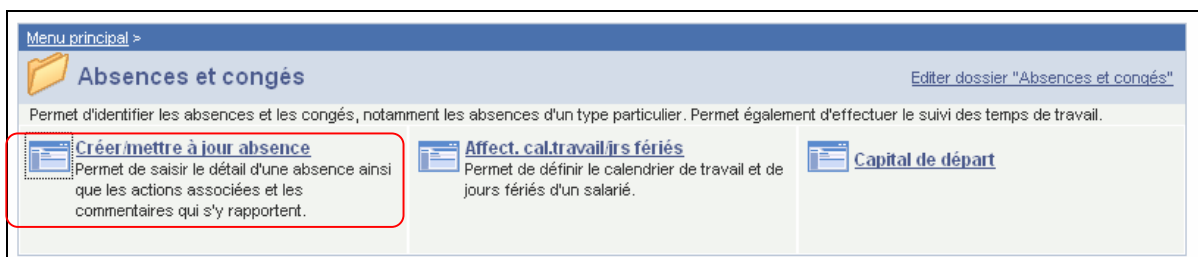 Menu principal >
Absences et congés
Editer dossier "Absences et congés"
Permet d'identifier les absences et les congés, notamment les absences d'un type particulier. Permet également d'effectuer le suivi des temps de travail.
Créer/mettre à jour absence
Permet de saisir le détail d'une absence ainsi
que les actions associées et les
commentaires qui s'y rapportent.
Affect. cal.travail/jrs fériés
Permet de définir le calendrier de travail et de
jours fériés d'un salarié.
Capital de départ